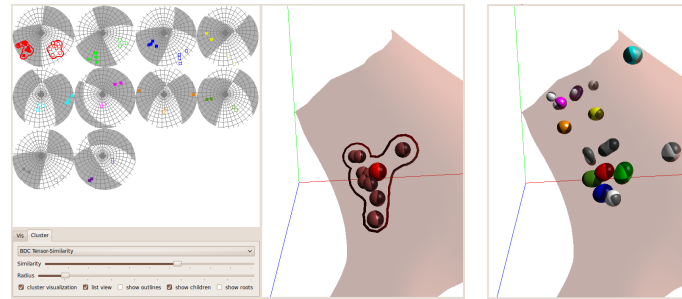 Vis Cluster
BDC Tensor-Similarity
Similarity
Radius
cluster visualization list view show outlines show children show roots